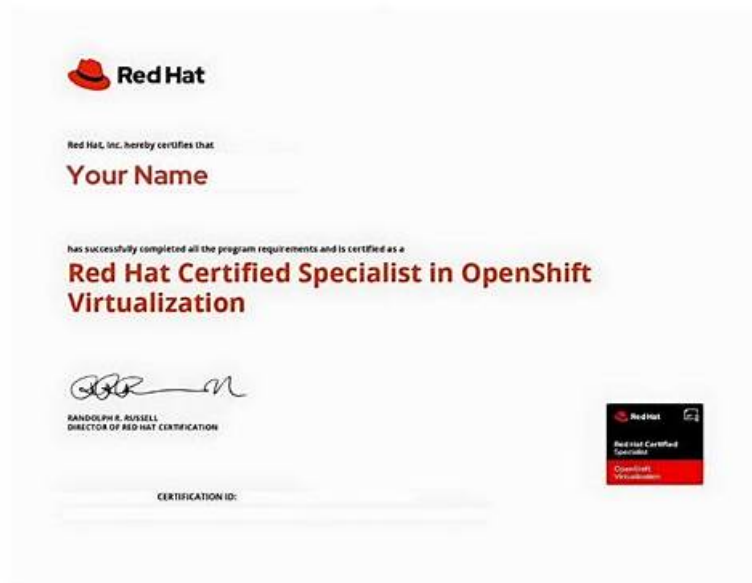 Red Hat
Red Hat, Inc. hereby certifies that
Your Name
has successfully completed all the program requirements and is certified as a
Red Hat Certified Specialist in OpenShift
Virtualization
RANDOLPH R. RUSSELL
DIRECTOR OF RED HAT CERTIFICATION
Red Hat
Red Hat Certified
Specialist
OpenShift
Virtualization
CERTIFICATION ID: